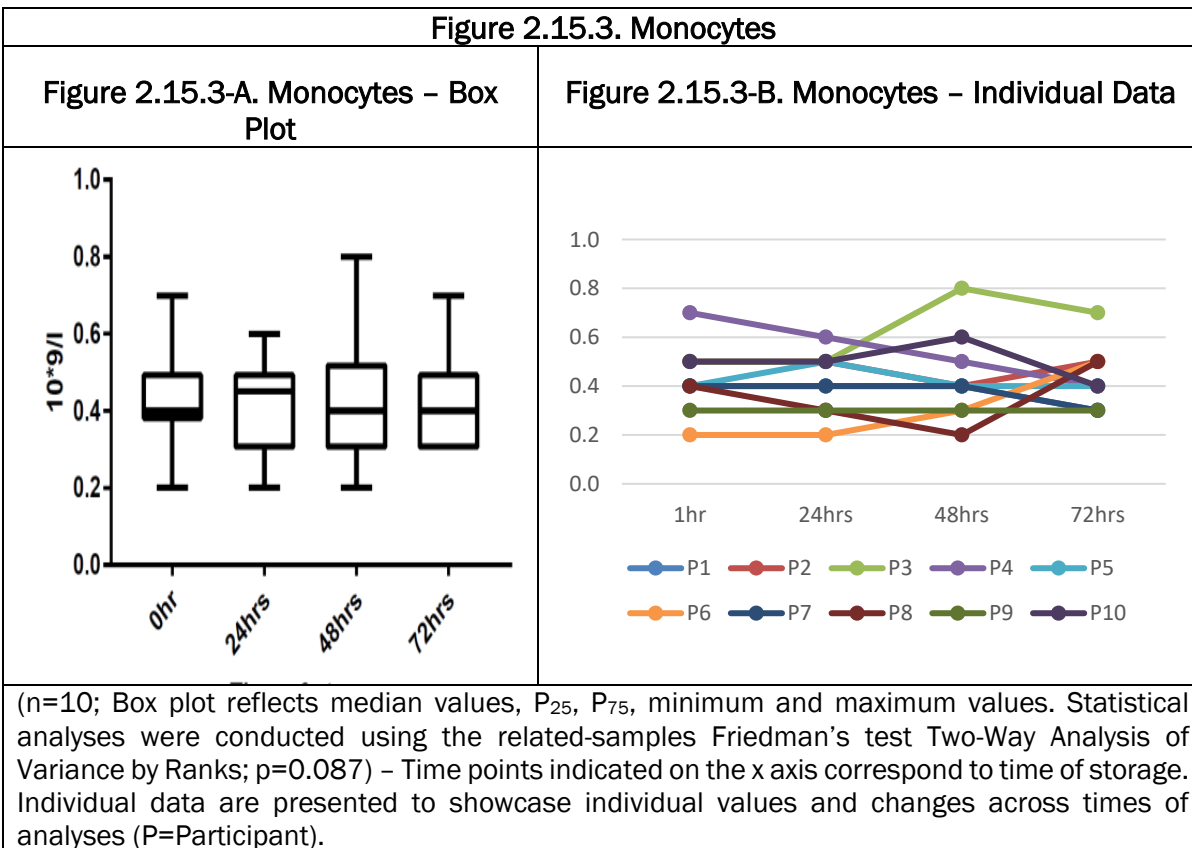 Figure 2.15.3. Monocytes
Figure 2.15.3-A. Monocytes – Box
Plot
Figure 2.15.3-B. Monocytes – Individual Data
1.0
0.8
0.6
0.4
0.2
0.0
10*9/l
0hr
24hrs
48hrs
72hrs
1.0
0.8
0.6
0.4
0.2
0.0
1hr 24hrs 48hrs 72hrs
P1 P2 P3 P4 P5
P6 P7 P8 P9 P10
(n=10; Box plot reflects median values, P25, P75, minimum and maximum values. Statistical
analyses were conducted using the related-samples Friedman’s test Two-Way Analysis of
Variance by Ranks; p=0.087) – Time points indicated on the x axis correspond to time of storage.
Individual data are presented to showcase individual values and changes across times of
analyses (P=Participant).